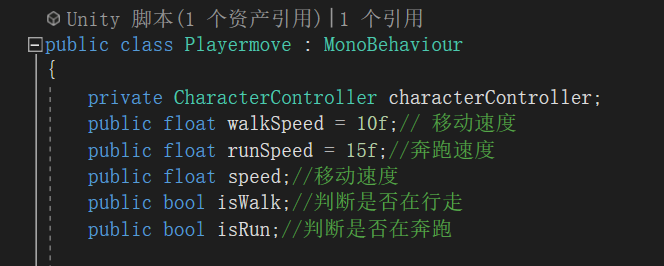 Unity 脚本(1 个资产引用)|1 个引用
public class Playermove : MonoBehaviour
{
private CharacterController characterController;
public float walkSpeed = 10f;// 移动速度
public float runSpeed = 15f;//奔跑速度
public float speed;//移动速度
public bool isWalk;//判断是否在行走
public bool isRun;//判断是否在奔跑